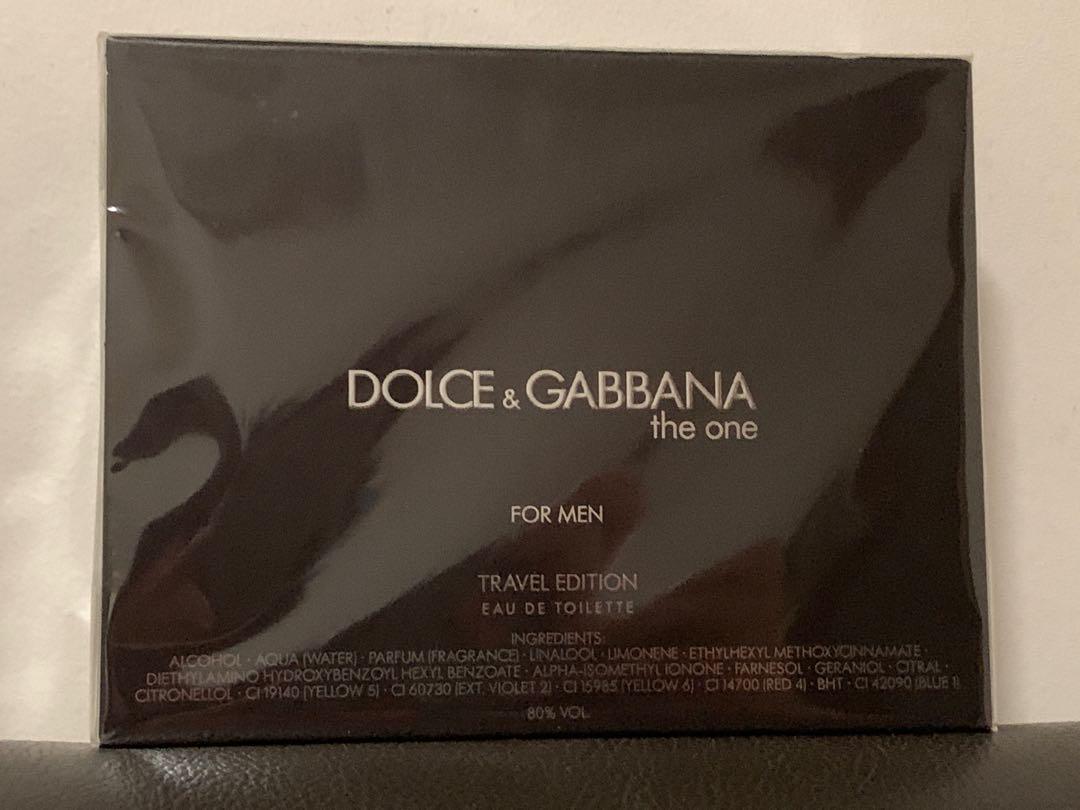 DOLCE & GABBANA
the one
FOR MEN
TRAVEL EDITION
EAU DE TOILETTE
INGREDIENTS:
ALCOHOL · AQUA (WATER) · PARFUM (FRAGRANCE) · LINALOOL · LIMONENE · ETHYLHEXYL METHOXYCINNAMATE ·
DIETHYLAMINO HYDROXYBENZOYL HEXYL BENZOATE · ALPHA-ISOMETHYL IONONE · FARNESOL · GERANIOL · CITRAL ·
CITRONELLOL · CI 19140 (YELLOW 5) · CI 60730 (EXT. VIOLET 2) · CI 15985 (YELLOW 6) · CI 14700 (RED 4) · BHT · CI 42090 (BLUE 1)
80% VOL.